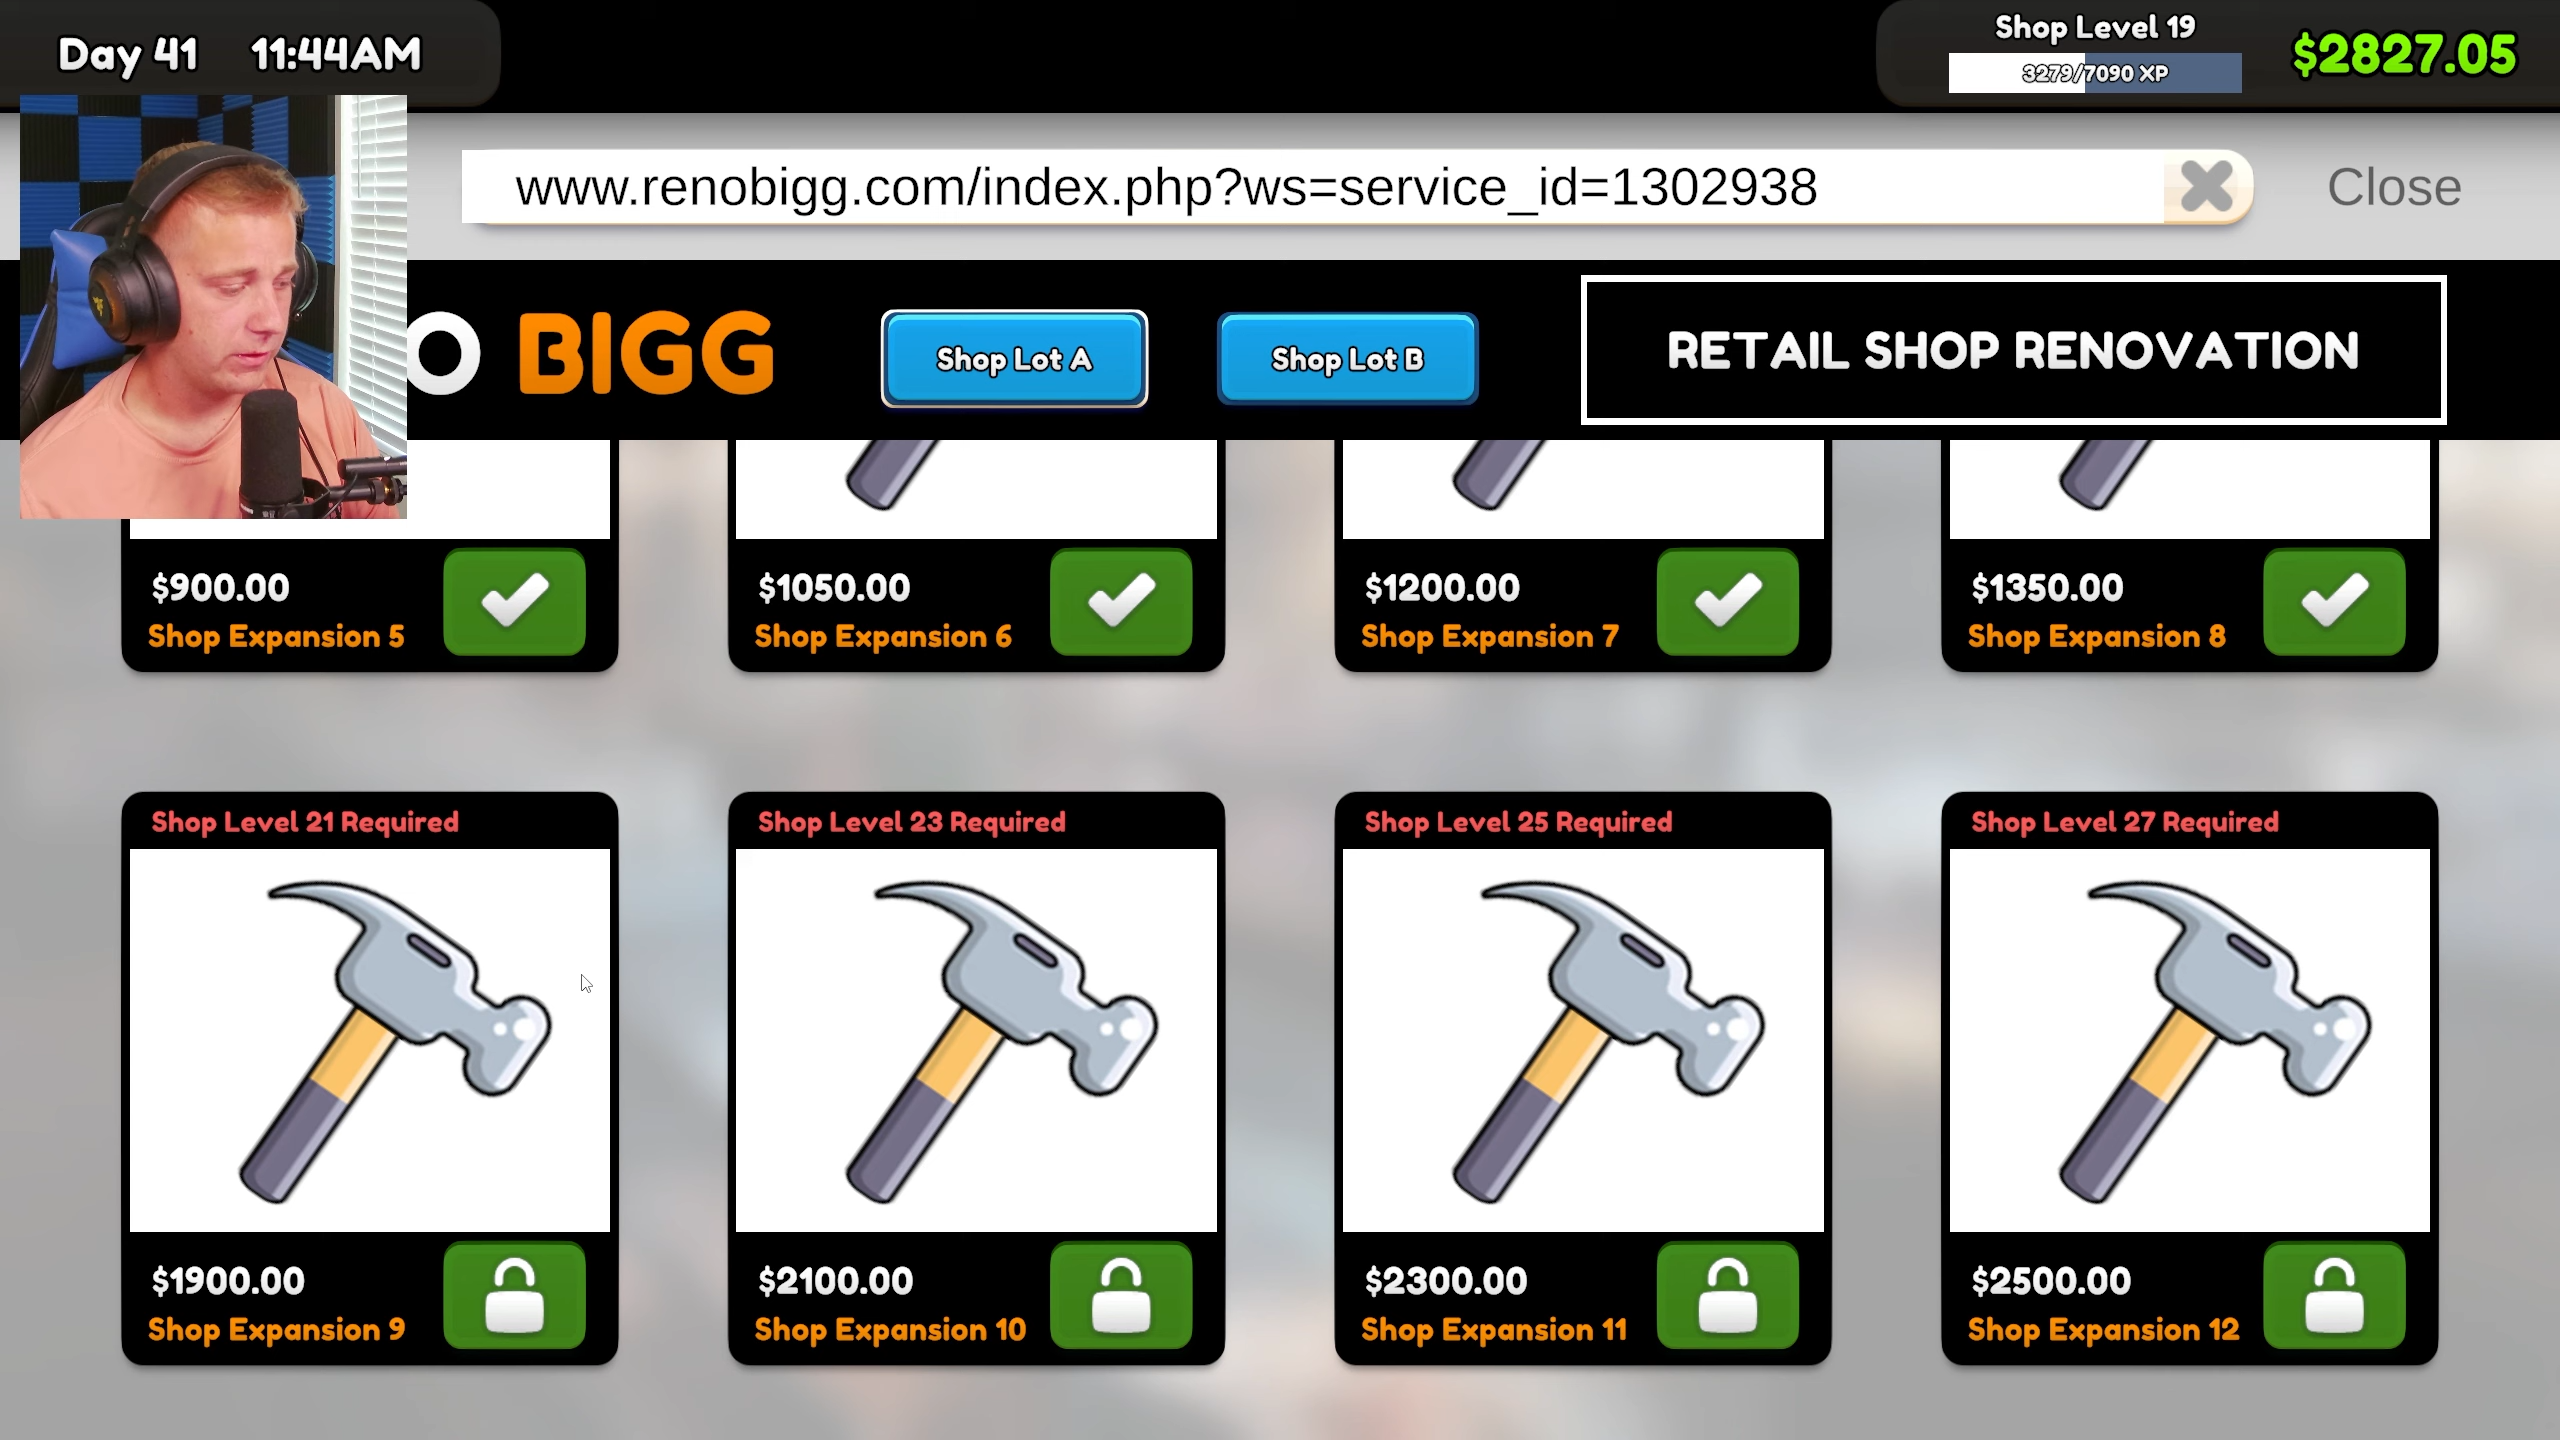 Day 41 11:44AM
Shop Level 19
3279/7090 XP
$2827.05
www.renobigg.com/index.php?ws=service_id=1302938
Close
O BIGG
Shop Lot A
Shop Lot B
RETAIL SHOP RENOVATION
$900.00
Shop Expansion 5
$1050.00
Shop Expansion 6
$1200.00
Shop Expansion 7
$1350.00
Shop Expansion 8
Shop Level 21 Required
$1900.00
Shop Expansion 9
Shop Level 23 Required
$2100.00
Shop Expansion 10
Shop Level 25 Required
$2300.00
Shop Expansion 11
Shop Level 27 Required
$2500.00
Shop Expansion 12